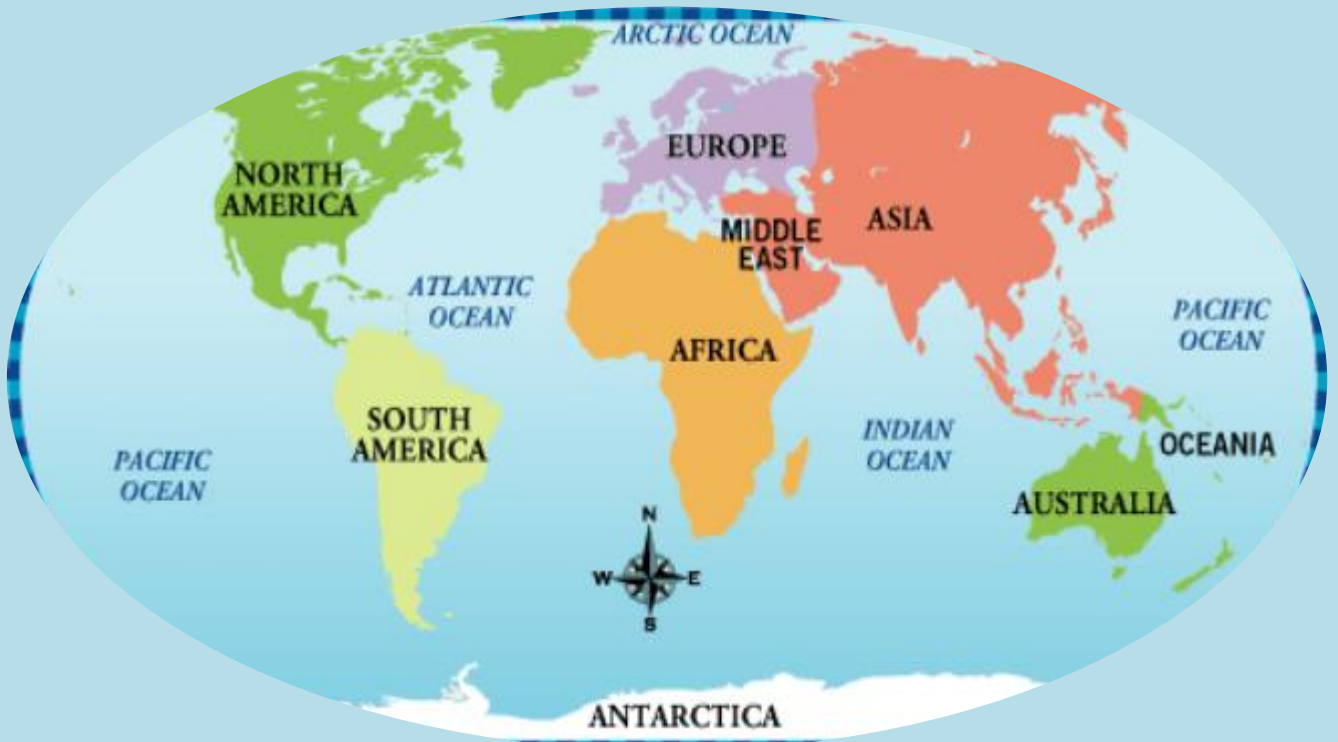 ARCTIC OCEAN
EUROPE
NORTH
AMERICA
ASIA
MIDDLE
EAST
ATLANTIC
OCEAN
PACIFIC
OCEAN
AFRICA
SOUTH
AMERICA
INDIAN
OCEAN
OCEANIA
PACIFIC
OCEAN
AUSTRALIA
N
W E
S
ANTARCTICA